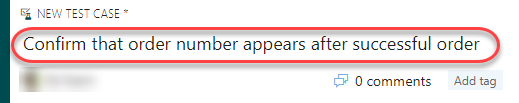 NEW TEST CASE *
Confirm that order number appears after successful order
0 comments Add tag